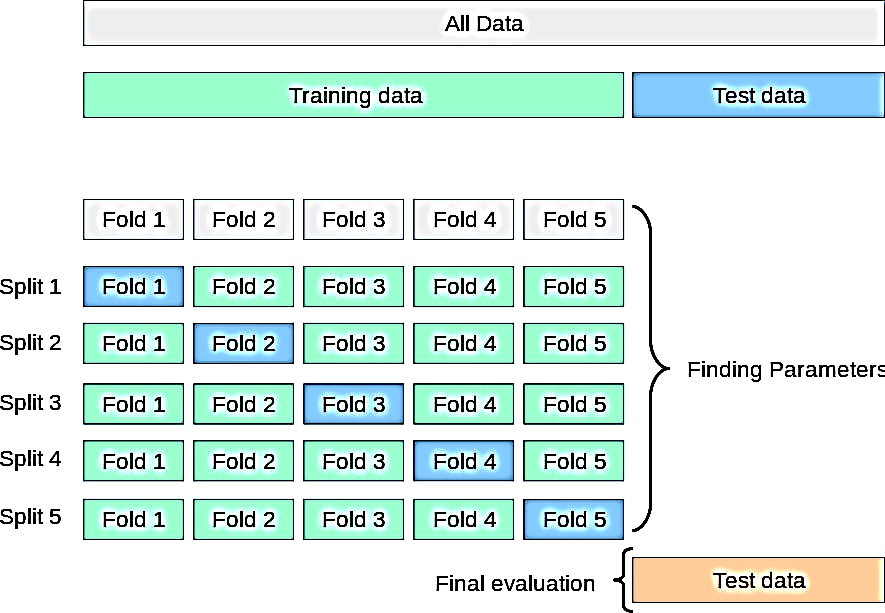 All Data
Training data Test data
Fold 1 Fold 2 Fold 3 Fold 4 Fold 5
Split 1 Fold 1 Fold 2 Fold 3 Fold 4 Fold 5
Split 2 Fold 1 Fold 2 Fold 3 Fold 4 Fold 5
Finding Parameters
Split 3 Fold 1 Fold 2 Fold 3 Fold 4 Fold 5
Split 4 Fold 1 Fold 2 Fold 3 Fold 4 Fold 5
Split 5 Fold 1 Fold 2 Fold 3 Fold 4 Fold 5
Final evaluation Test data